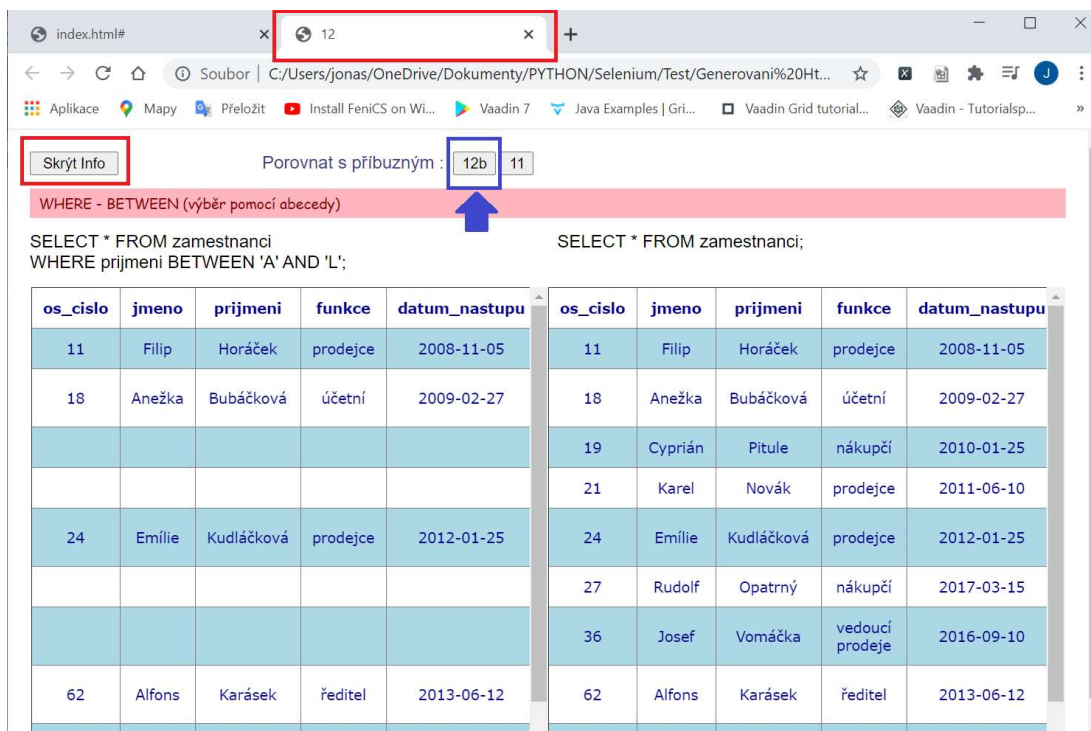 index.html#
12
Soubor | C:/Users/jonas/OneDrive/Dokumenty/PYTHON/Selenium/Test/Generovani%20Ht...
J
Aplikace Mapy Přeložit Install FeniCS on Wi... Vaadin 7 Java Examples | Gri... Vaadin Grid tutorial... Vaadin - Tutorialsp... »
Skrýt Info Porovnat s příbuzným : 12b 11
WHERE - BETWEEN (výběr pomocí abecedy)
SELECT * FROM zamestnanci
WHERE prijmeni BETWEEN 'A' AND 'L';
SELECT * FROM zamestnanci;
os_cislo jmeno prijmeni funkce datum_nastupu
11 Filip Horáček prodejce 2008-11-05
18 Anežka Bubáčková účetní 2009-02-27
24 Emílie Kudláčková prodejce 2012-01-25
62 Alfons Karásek ředitel 2013-06-12
os_cislo jmeno prijmeni funkce datum_nastupu
11 Filip Horáček prodejce 2008-11-05
18 Anežka Bubáčková účetní 2009-02-27
19 Cyprián Pitule nákupčí 2010-01-25
21 Karel Novák prodejce 2011-06-10
24 Emílie Kudláčková prodejce 2012-01-25
27 Rudolf Opatrný nákupčí 2017-03-15
36 Josef Vomáčka vedoucí prodeje 2016-09-10
62 Alfons Karásek ředitel 2013-06-12